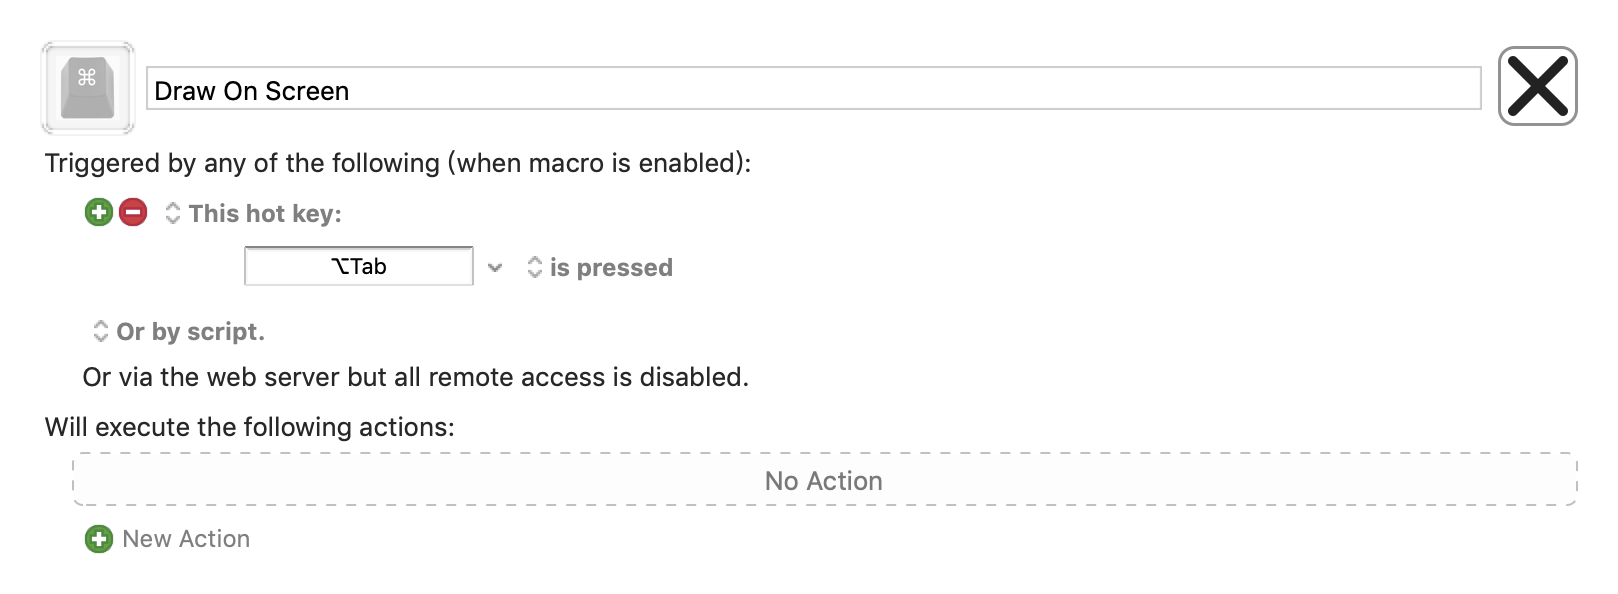 ⌘
Draw On Screen
Triggered by any of the following (when macro is enabled):
This hot key:
⌥Tab is pressed
Or by script.
Or via the web server but all remote access is disabled.
Will execute the following actions:
No Action
New Action